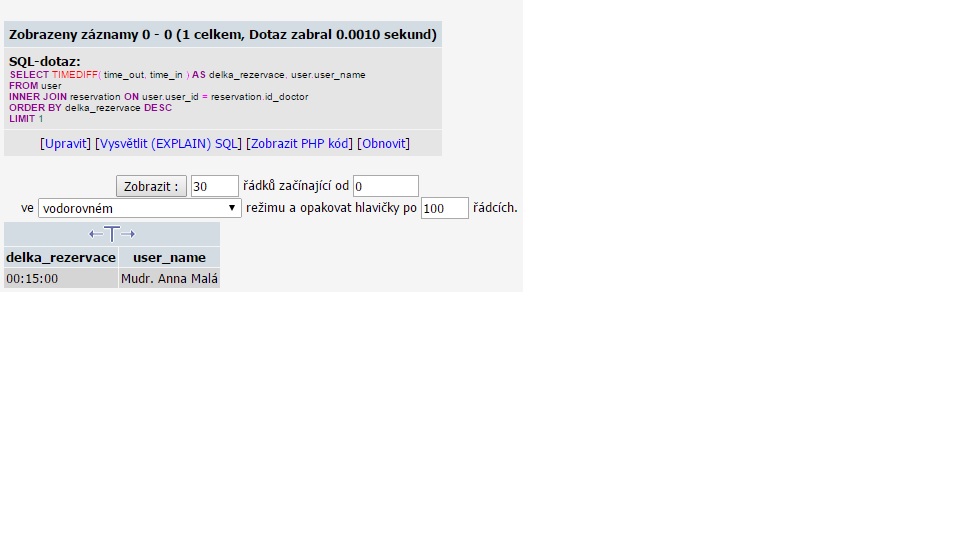 Zobrazeny záznamy 0 - 0 (1 celkem, Dotaz zabral 0.0010 sekund)
SQL-dotaz:
SELECT TIMEDIFF( time_out, time_in ) AS delka_rezervace, user.user_name
FROM user
INNER JOIN reservation ON user.user_id = reservation.id_doctor
ORDER BY delka_rezervace DESC
LIMIT 1
[Upravit] [Vysvětlit (EXPLAIN) SQL] [Zobrazit PHP kód] [Obnovit]
Zobrazit : 30 řádků začínající od 0
ve vodorovném režimu a opakovat hlavičky po 100 řádcích.
delka_rezervace user_name
00:15:00 Mudr. Anna Malá